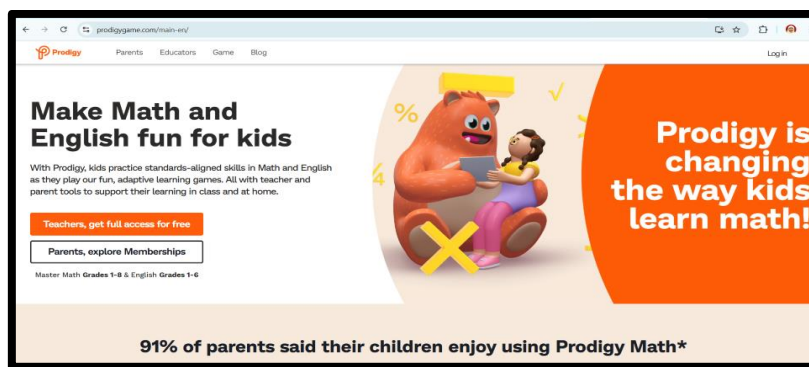 prodigygame.com/main-en/
Prodigy Parents Educators Game Blog Log in
Make Math and
English fun for kids
With Prodigy, kids practice standards-aligned skills in Math and English
as they play our fun, adaptive learning games. All with teacher and
parent tools to support their learning in class and at home.
Teachers, get full access for free
Parents, explore Memberships
Master Math Grades 1-8 & English Grades 1-6
%
√
4
Prodigy is
changing
the way kids
learn math!
91% of parents said their children enjoy using Prodigy Math*